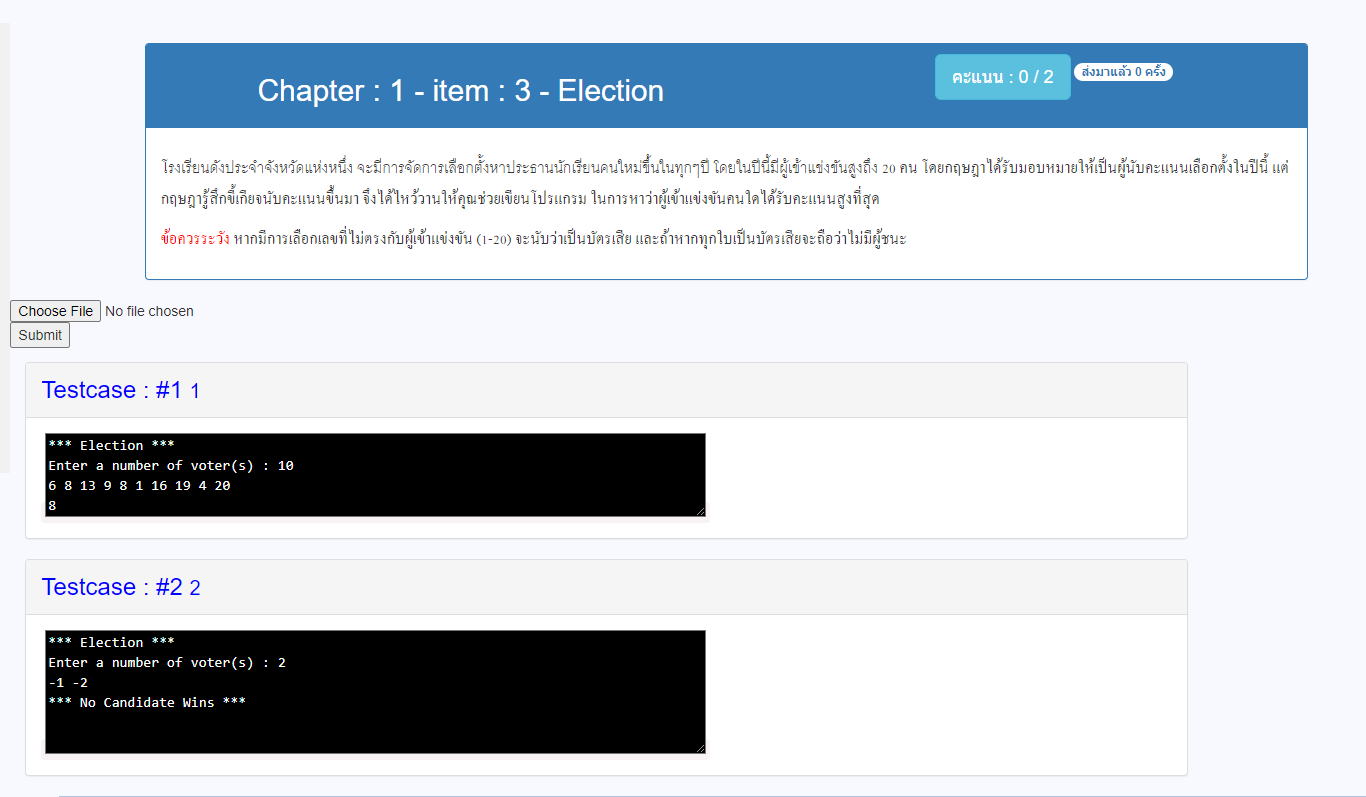 Chapter : 1 - item : 3 - Election
คะแนน : 0 / 2
ส่งมาแล้ว 0 ครั้ง
โรงเรียนดังประจำจังหวัดแห่งหนึ่ง จะมีการจัดการเลือกตั้งหาประธานนักเรียนคนใหม่ขึ้นในทุกๆปี โดยในปีนี้มีผู้เข้าแข่งขันสูงถึง 20 คน โดยกฤษฎาได้รับมอบหมายให้เป็นผู้นับคะแนนเลือกตั้งในปีนี้ แต่
กฤษฎารู้สึกขี้เกียจนับคะแนนขึ้นมา จึงได้ไหว้วานให้คุณช่วยเขียนโปรแกรม ในการหาว่าผู้เข้าแข่งขันคนใดได้รับคะแนนสูงที่สุด
ข้อควรระวัง หากมีการเลือกเลขที่ไม่ตรงกับผู้เข้าแข่งขัน (1-20) จะนับว่าเป็นบัตรเสีย และถ้าหากทุกใบเป็นบัตรเสียจะถือว่าไม่มีผู้ชนะ
Choose File No file chosen
Submit
Testcase : #1 1
*** Election ***
Enter a number of voter(s) : 10
6 8 13 9 8 1 16 19 4 20
8
Testcase : #2 2
*** Election ***
Enter a number of voter(s) : 2
-1 -2
*** No Candidate Wins ***